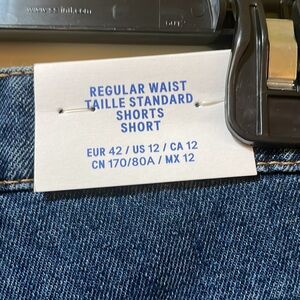 REGULAR WAIST
TAILLE STANDARD
SHORTS
SHORT
EUR 42 / US 12 / CA 12
CN 170/80A / MX 12